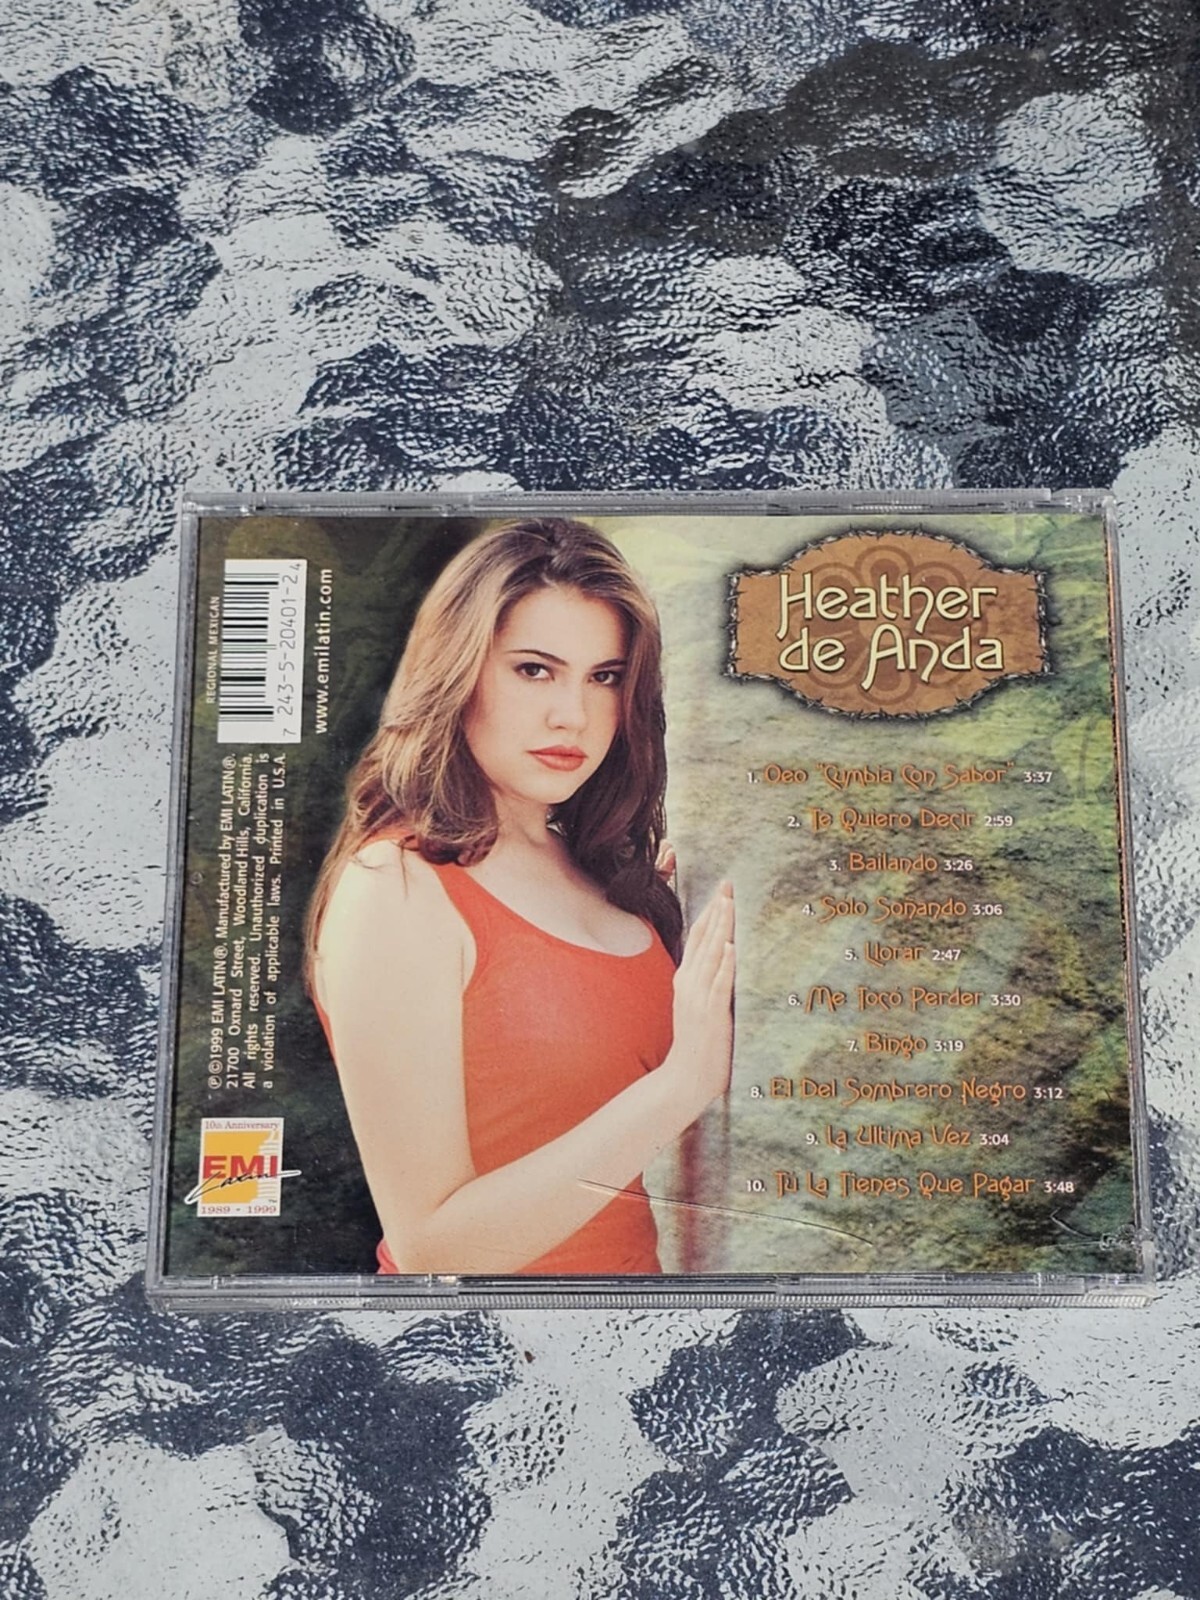 Heather
de Anda
1. Oeo "Cumbia Con Sabor" 3:37
2. Te Quiero Decir 2:59
3. Bailando 3:26
4. Solo Soñando 3:06
5. Llorar 2:47
6. Me Tocó Perder 3:30
7. Bingo 3:19
8. El Del Sombrero Negro 3:12
9. La Ultima Vez 3:04
10. Tú La Tienes Que Pagar 3:48
REGIONAL MEXICAN
7 243-5-20401-2 4
www.emilatin.com
℗©1999 EMI LATIN®. Manufactured by EMI LATIN®.
21700 Oxnard Street, Woodland Hills, California.
All rights reserved. Unauthorized duplication is
a violation of applicable laws. Printed in U.S.A.
10th Anniversary
EMI
Latin
1989 - 1999